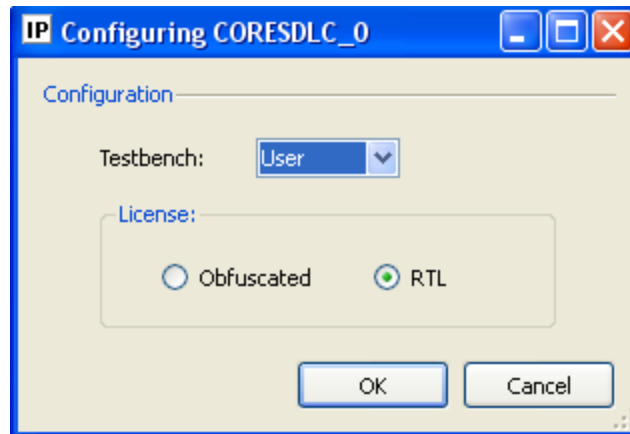 IP Configuring CORESDLC_0
Configuration
Testbench: User
License:
Obfuscated RTL
OK Cancel